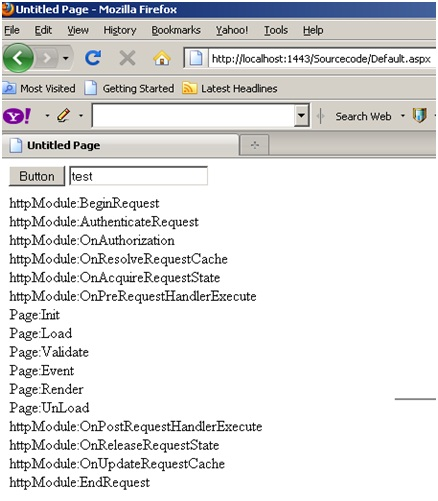 Untitled Page - Mozilla Firefox
File Edit View History Bookmarks Yahoo! Tools Help
http://localhost:1443/Sourcecode/Default.aspx
Most Visited Getting Started Latest Headlines
Y! Search Web
Untitled Page
Button test
httpModule:BeginRequest
httpModule:AuthenticateRequest
httpModule:OnAuthorization
httpModule:OnResolveRequestCache
httpModule:OnAcquireRequestState
httpModule:OnPreRequestHandlerExecute
Page:Init
Page:Load
Page:Validate
Page:Event
Page:Render
Page:UnLoad
httpModule:OnPostRequestHandlerExecute
httpModule:OnReleaseRequestState
httpModule:OnUpdateRequestCache
httpModule:EndRequest